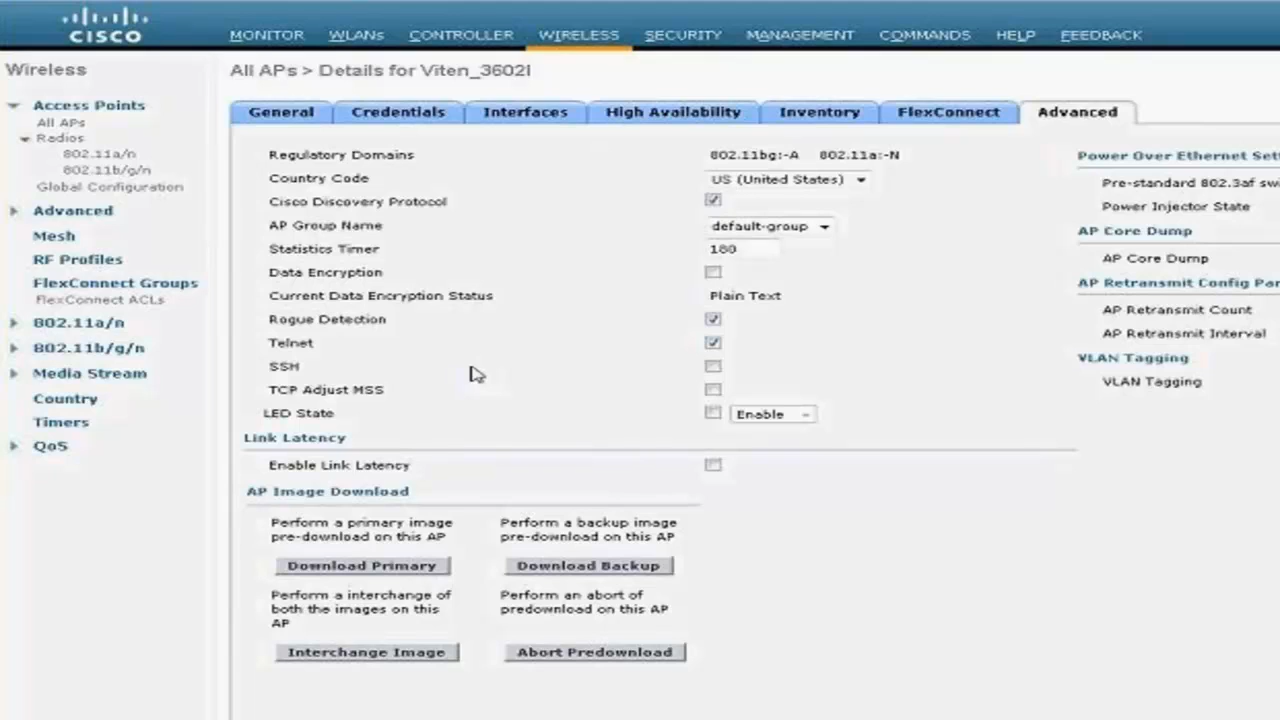 CISCO
MONITOR WLANs CONTROLLER WIRELESS SECURITY MANAGEMENT COMMANDS HELP FEEDBACK
Wireless
Access Points
All APs
Radios
802.11a/n
802.11b/g/n
Global Configuration
Advanced
Mesh
RF Profiles
FlexConnect Groups
FlexConnect ACLs
802.11a/n
802.11b/g/n
Media Stream
Country
Timers
QoS
All APs > Details for Viten_3602I
General Credentials Interfaces High Availability Inventory FlexConnect Advanced
Regulatory Domains 802.11bg:-A 802.11a:-N
Country Code US (United States)
Cisco Discovery Protocol
AP Group Name default-group
Statistics Timer 180
Data Encryption
Current Data Encryption Status Plain Text
Rogue Detection
Telnet
SSH
TCP Adjust MSS
LED State Enable
Link Latency
Enable Link Latency
AP Image Download
Perform a primary image
pre-download on this AP
Download Primary
Perform a backup image
pre-download on this AP
Download Backup
Perform a interchange of
both the images on this
AP
Interchange Image
Perform an abort of
predownload on this AP
Abort Predownload
Power Over Ethernet Set
Pre-standard 802.3af sw
Power Injector State
AP Core Dump
AP Core Dump
AP Retransmit Config Par
AP Retransmit Count
AP Retransmit Interval
VLAN Tagging
VLAN Tagging